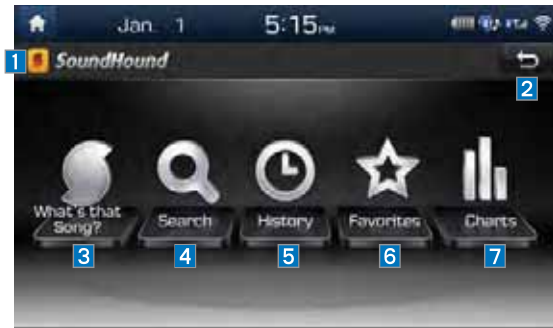 Jan. 1 5:15PM
1 SoundHound
2
What's that
Song? Search History Favorites Charts
3 4 5 6 7